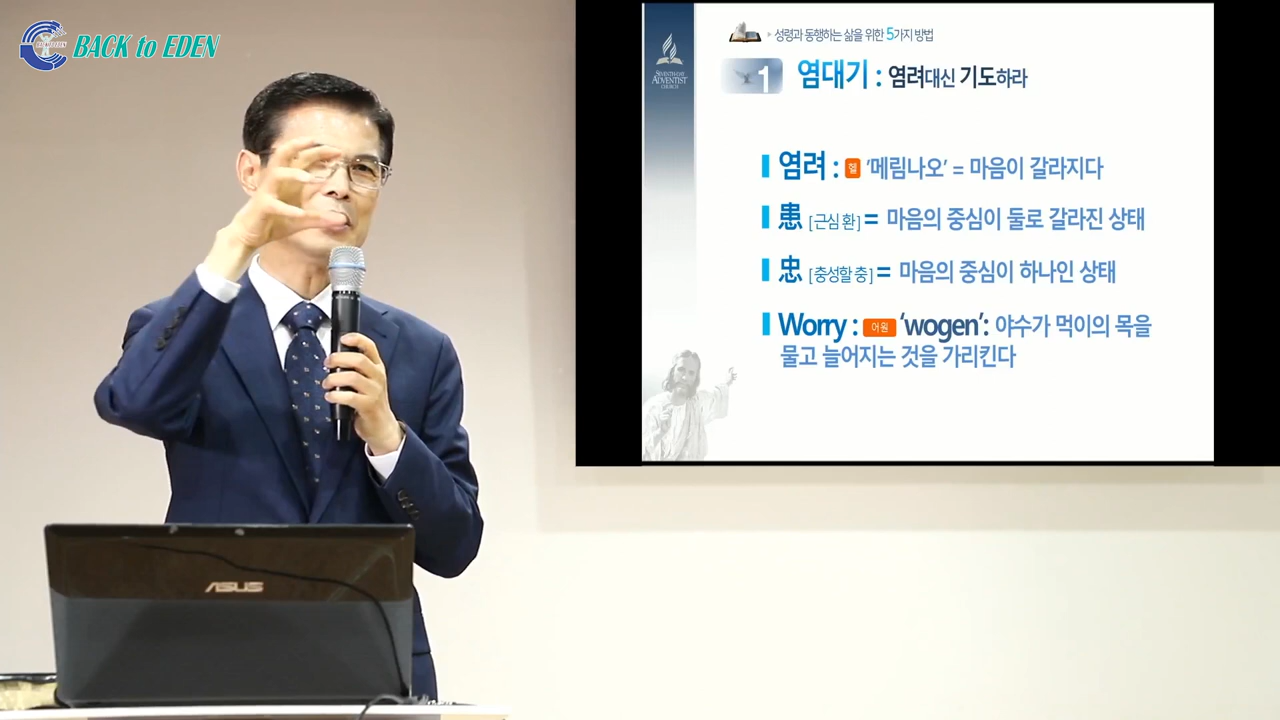 BACK to EDEN
SEVENTH-DAY
ADVENTIST
CHURCH
성령과 동행하는 삶을 위한 5가지 방법
1 염대기 : 염려대신 기도하라
염려 : 헬 '메림나오' = 마음이 갈라지다
患 [근심 환] = 마음의 중심이 둘로 갈라진 상태
忠 [충성할 충] = 마음의 중심이 하나인 상태
Worry : 어원 ‘wogen’: 야수가 먹이의 목을
물고 늘어지는 것을 가리킨다
ASUS